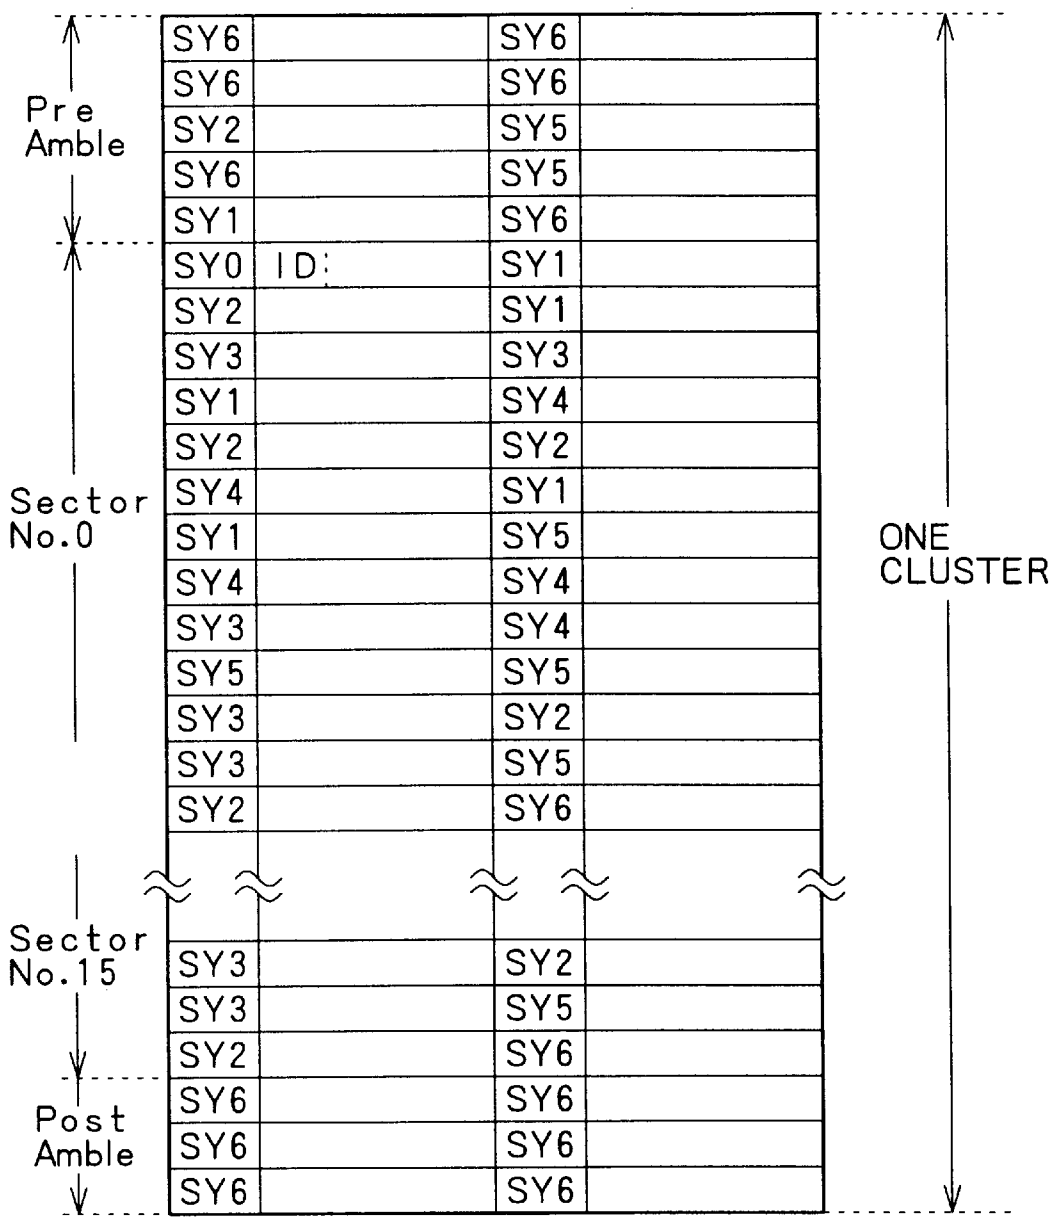 SY6 SY6
SY6 SY6
Pre
Amble
SY2 SY5
SY6 SY5
SY1 SY6
SY0 ID SY1
SY2 SY1
SY3 SY3
SY1 SY4
SY2 SY2
Sector
No.0
SY4 SY1
SY1 SY5
ONE
CLUSTER
SY4 SY4
SY3 SY4
SY5 SY5
SY3 SY2
SY3 SY5
SY2 SY6
Sector
No.15
SY3 SY2
SY3 SY5
SY2 SY6
Post
Amble
SY6 SY6
SY6 SY6
SY6 SY6